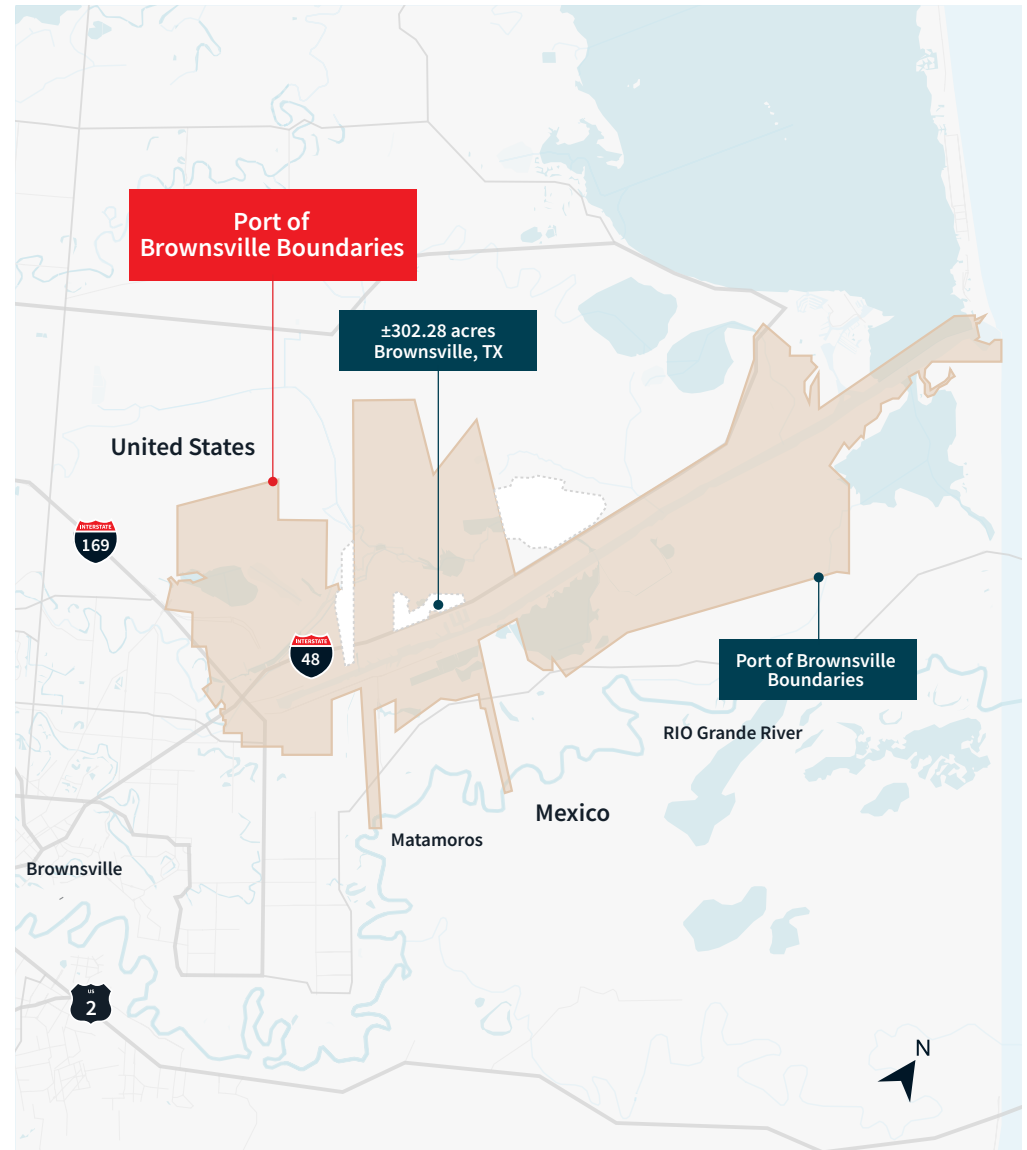 Port of
Brownsville Boundaries
±302.28 acres
Brownsville, TX
United States
INTERSTATE
169
INTERSTATE
48
Port of Brownsville
Boundaries
RIO Grande River
Mexico
Matamoros
Brownsville
US
2
N